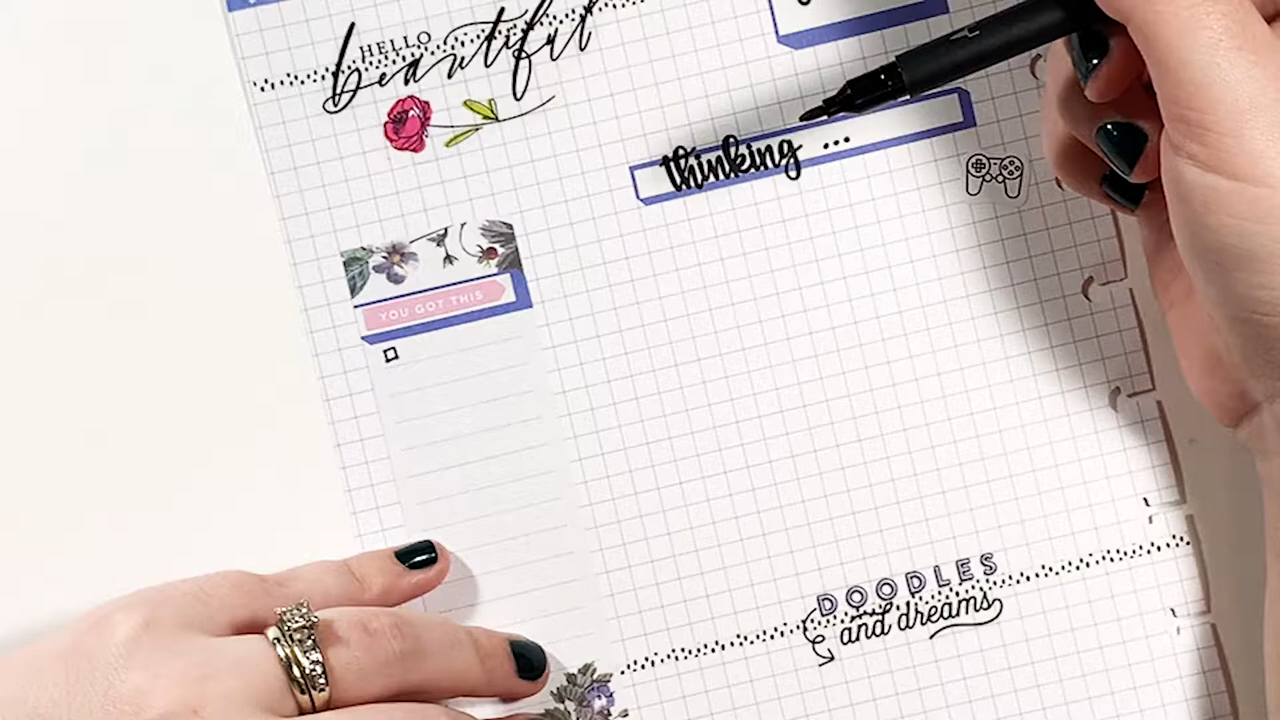 HELLO
beautiful
thinking ...
YOU GOT THIS
DOODLES
and dreams